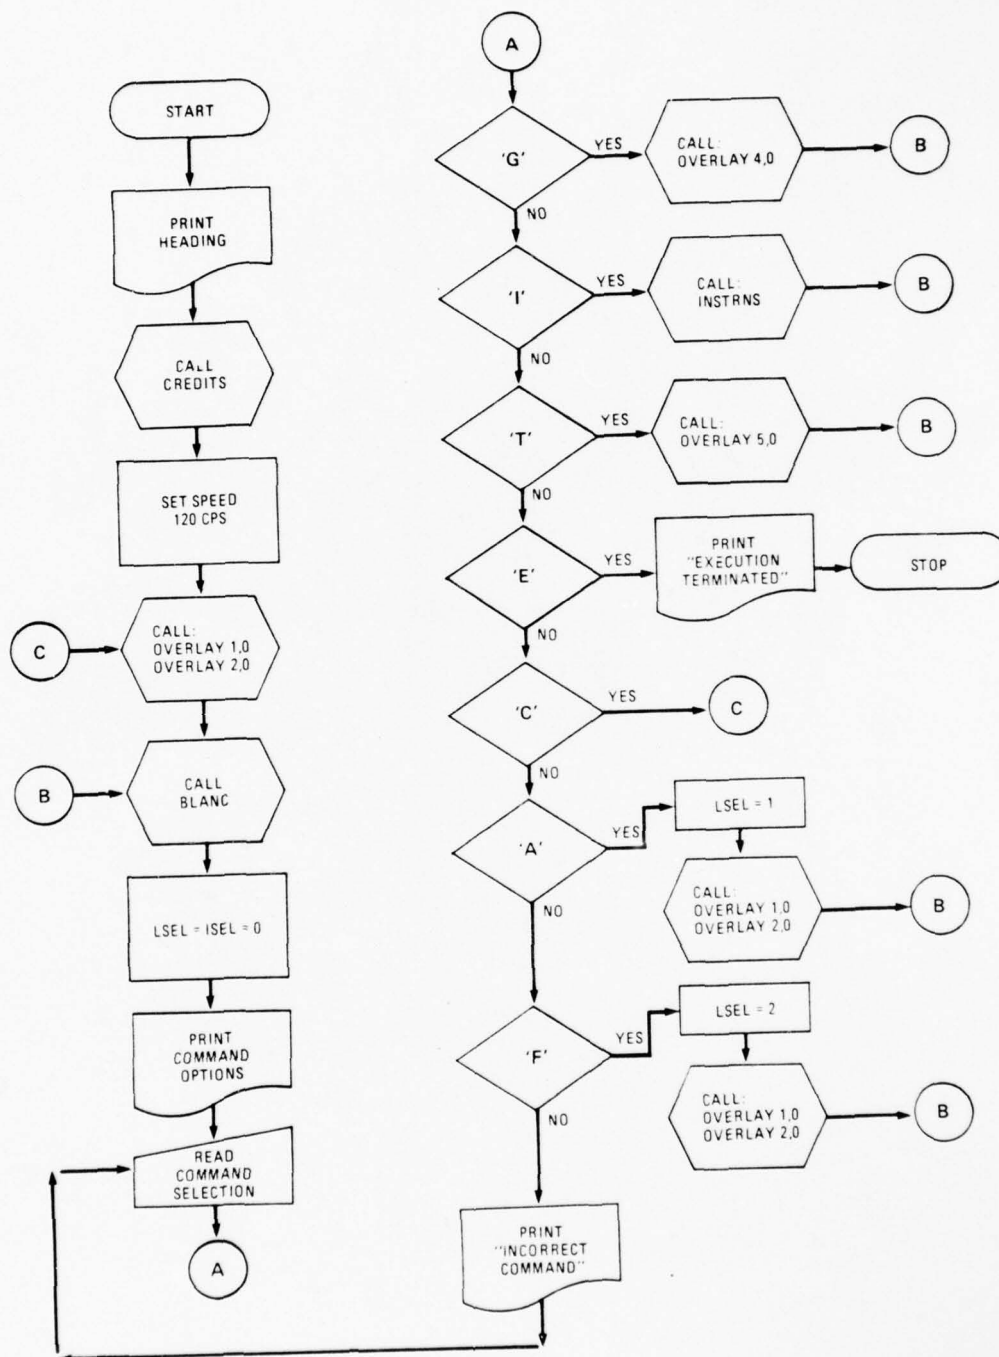 START
PRINT
HEADING
CALL
CREDITS
SET SPEED
120 CPS
C
CALL:
OVERLAY 1,0
OVERLAY 2,0
B
CALL
BLANC
LSEL = ISEL = 0
PRINT
COMMAND
OPTIONS
READ
COMMAND
SELECTION
A
A
'G'
YES
CALL:
OVERLAY 4,0
B
NO
'I'
YES
CALL:
INSTRNS
B
NO
'T'
YES
CALL:
OVERLAY 5,0
B
NO
'E'
YES
PRINT
"EXECUTION
TERMINATED"
STOP
NO
'C'
YES
C
NO
'A'
YES
LSEL = 1
CALL:
OVERLAY 1,0
OVERLAY 2,0
B
NO
'F'
YES
LSEL = 2
CALL:
OVERLAY 1,0
OVERLAY 2,0
B
NO
PRINT
"INCORRECT
COMMAND"